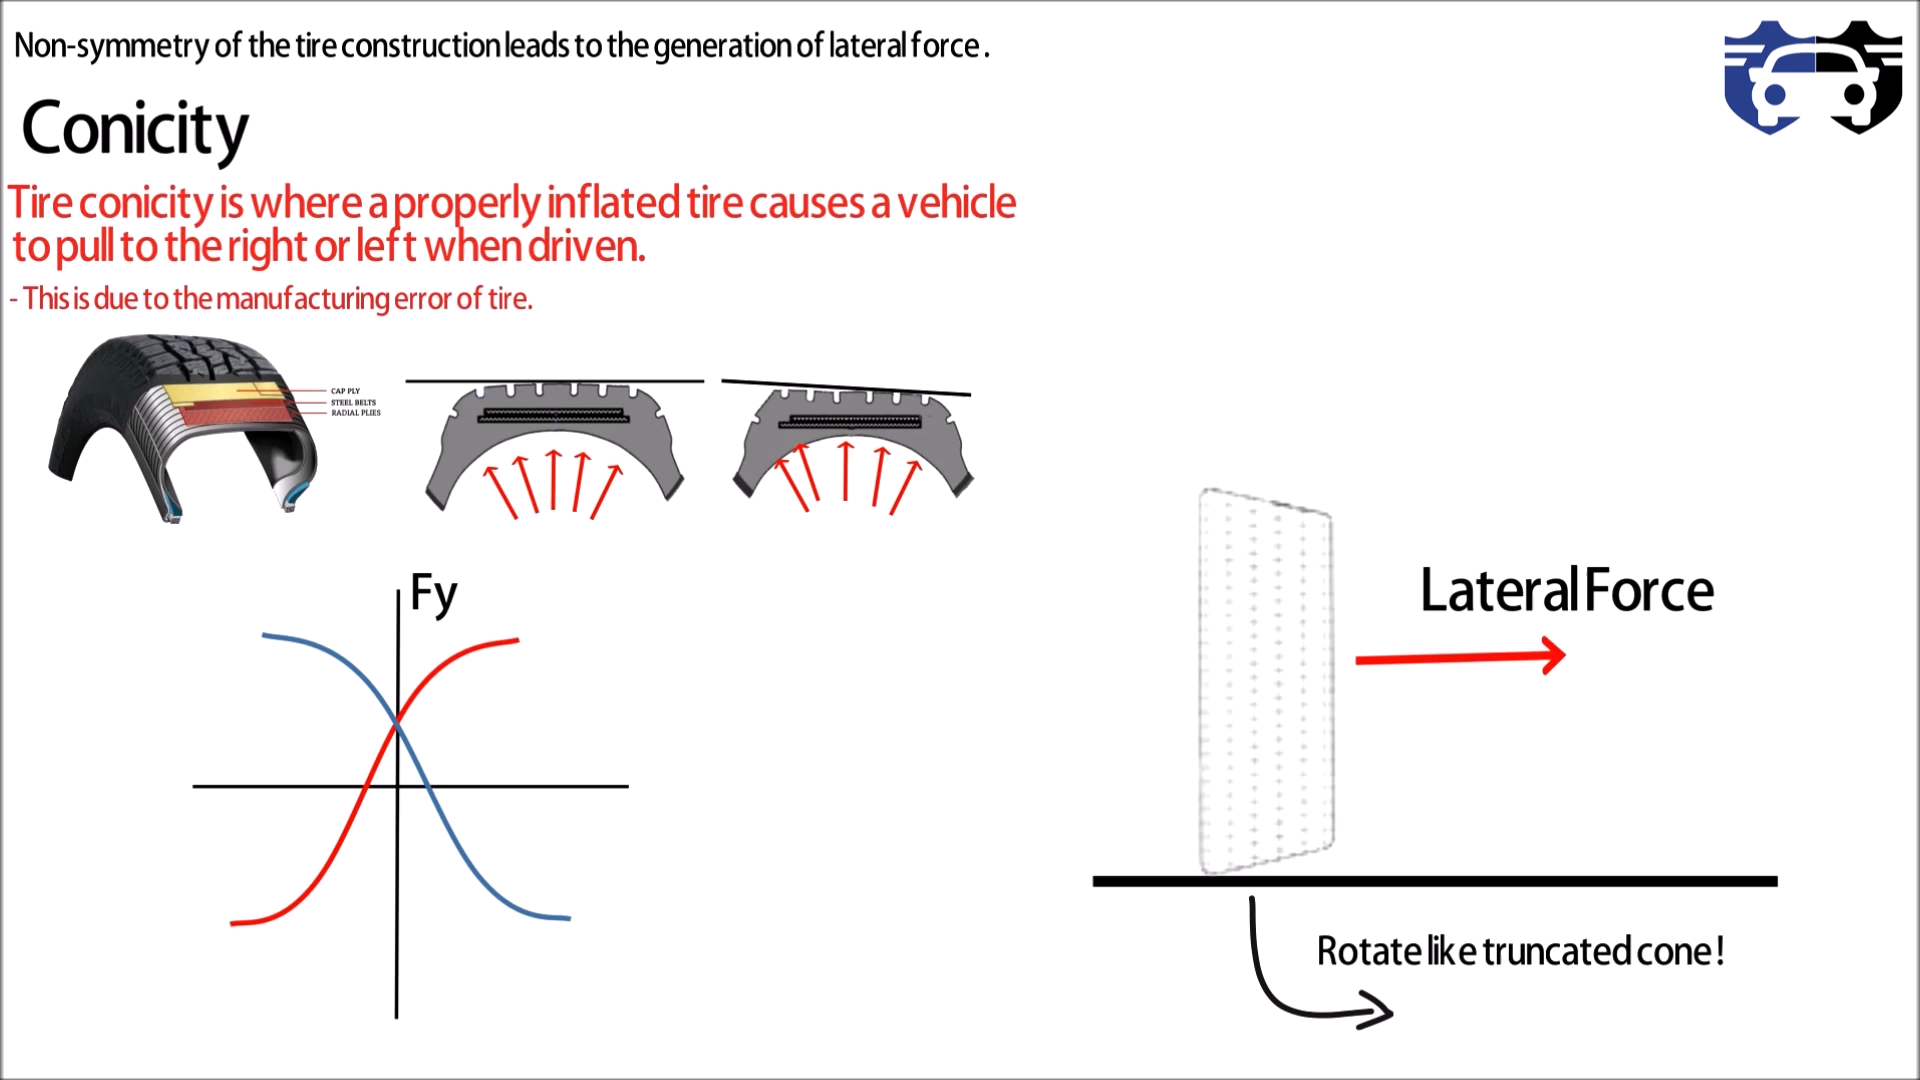 Non-symmetry of the tire construction leads to the generation of lateral force .
Conicity
Tire conicity is where a properly inflated tire causes a vehicle
to pull to the right or left when driven.
- This is due to the manufacturing error of tire.
CAP PLY
STEEL BELTS
RADIAL PLIES
Fy
Lateral Force
Rotate like truncated cone !